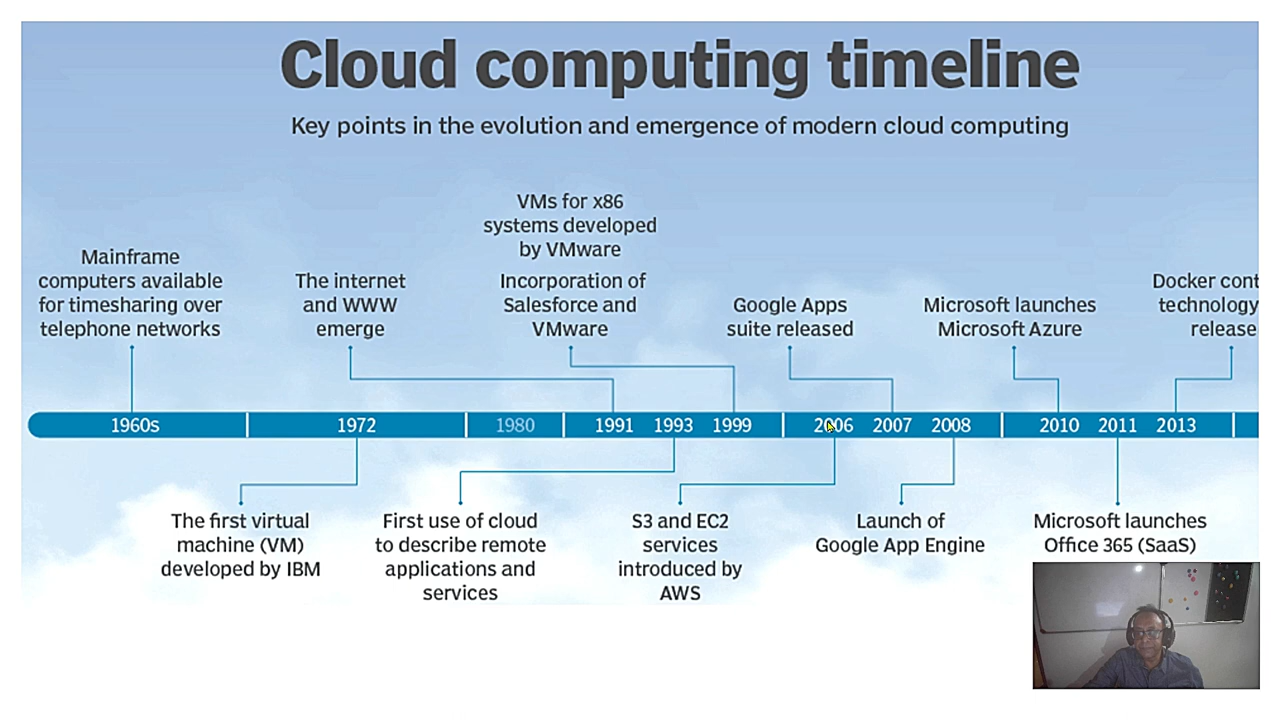 Cloud computing timeline
Key points in the evolution and emergence of modern cloud computing
VMs for x86
systems developed
by VMware
Mainframe
computers available
for timesharing over
telephone networks
The internet
and WWW
emerge
Incorporation of
Salesforce and
VMware
Google Apps
suite released
Microsoft launches
Microsoft Azure
Docker cont
technology
release
1960s 1972 1980 1991 1993 1999 2006 2007 2008 2010 2011 2013
The first virtual
machine (VM)
developed by IBM
First use of cloud
to describe remote
applications and
services
S3 and EC2
services
introduced by
AWS
Launch of
Google App Engine
Microsoft launches
Office 365 (SaaS)